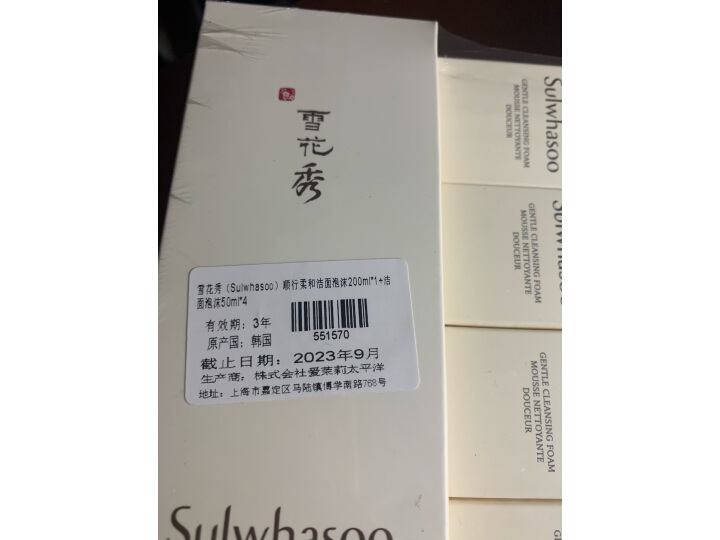 雪花秀
雪花秀（Sulwhasoo）顺行柔和洁面泡沫200ml*1+洁
面泡沫50ml*4
有效期：3年
原产国：韩国
551570
截止日期：2023年9月
生产商：株式会社爱茉莉太平洋
地址：上海市嘉定区马陆镇博学南路768号
Sulwhasoo
Sulwhasoo
GENTLE CLEANSING FOAM
MOUSSE NETTOYANTE
DOUCEUR
Sulwhasoo
GENTLE CLEANSING FOAM
MOUSSE NETTOYANTE
DOUCEUR
GENTLE CLEANSING FOAM
MOUSSE NETTOYANTE
DOUCEUR